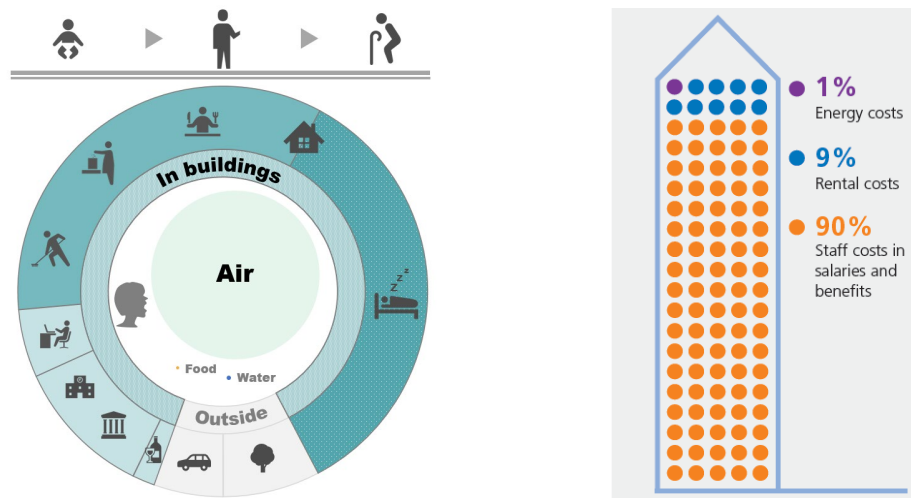 In buildings
Air
z z z
Food
Water
Outside
1%
Energy costs
9%
Rental costs
90%
Staff costs in
salaries and
benefits